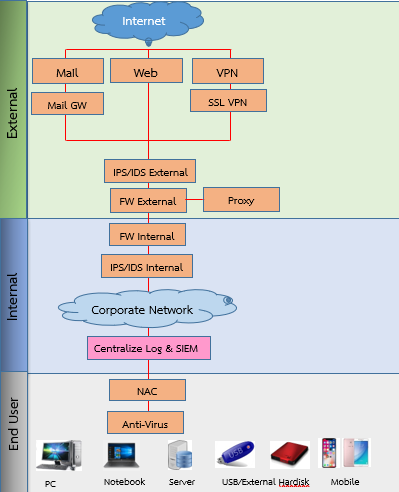 Internet
Mail
Web
VPN
Mail GW
SSL VPN
External
IPS/IDS External
FW External
Proxy
FW Internal
IPS/IDS Internal
Internal
Corporate Network
Centralize Log & SIEM
NAC
End User
Anti-Virus
USB
PC
Notebook
Server
USB/External Hardisk
Mobile